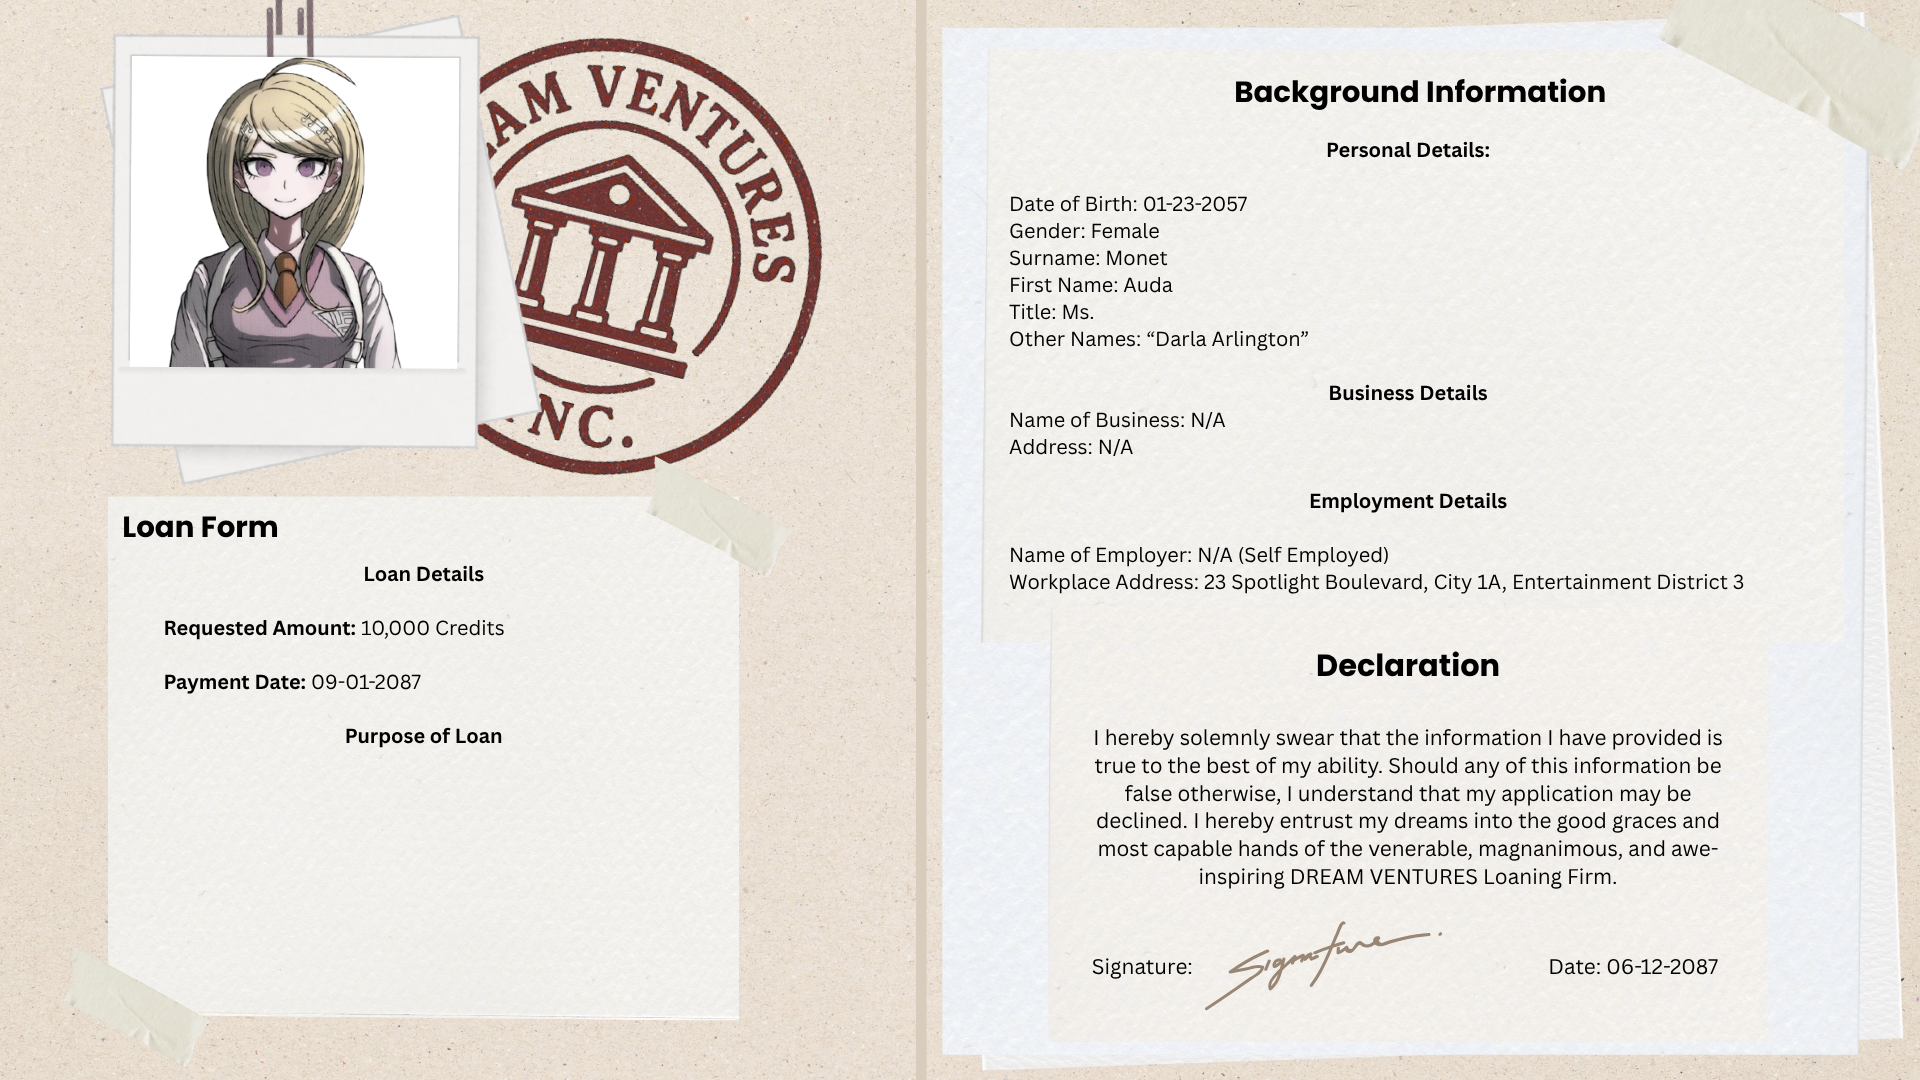 AM VENTURES
NC.
Loan Form
Loan Details
Requested Amount: 10,000 Credits
Payment Date: 09-01-2087
Purpose of Loan
Background Information
Personal Details:
Date of Birth: 01-23-2057
Gender: Female
Surname: Monet
First Name: Auda
Title: Ms.
Other Names: “Darla Arlington”
Business Details
Name of Business: N/A
Address: N/A
Employment Details
Name of Employer: N/A (Self Employed)
Workplace Address: 23 Spotlight Boulevard, City 1A, Entertainment District 3
Declaration
I hereby solemnly swear that the information I have provided is
true to the best of my ability. Should any of this information be
false otherwise, I understand that my application may be
declined. I hereby entrust my dreams into the good graces and
most capable hands of the venerable, magnanimous, and awe-
inspiring DREAM VENTURES Loaning Firm.
Signature: Signature.
Date: 06-12-2087